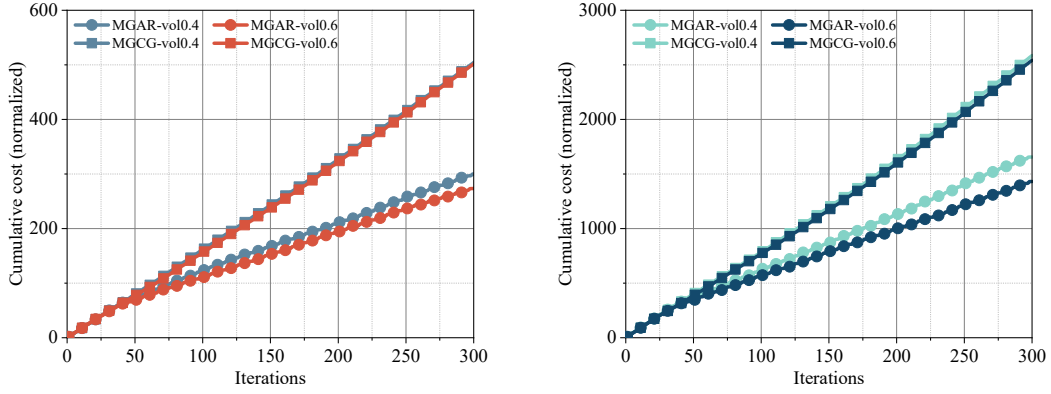 600
MGAR-vol0.4 MGAR-vol0.6
MGCG-vol0.4 MGCG-vol0.6
400
200
0
Cumulative cost (normalized)
0 50 100 150 200 250 300
Iterations
3000
MGAR-vol0.4 MGAR-vol0.6
MGCG-vol0.4 MGCG-vol0.6
2000
1000
0
Cumulative cost (normalized)
0 50 100 150 200 250 300
Iterations